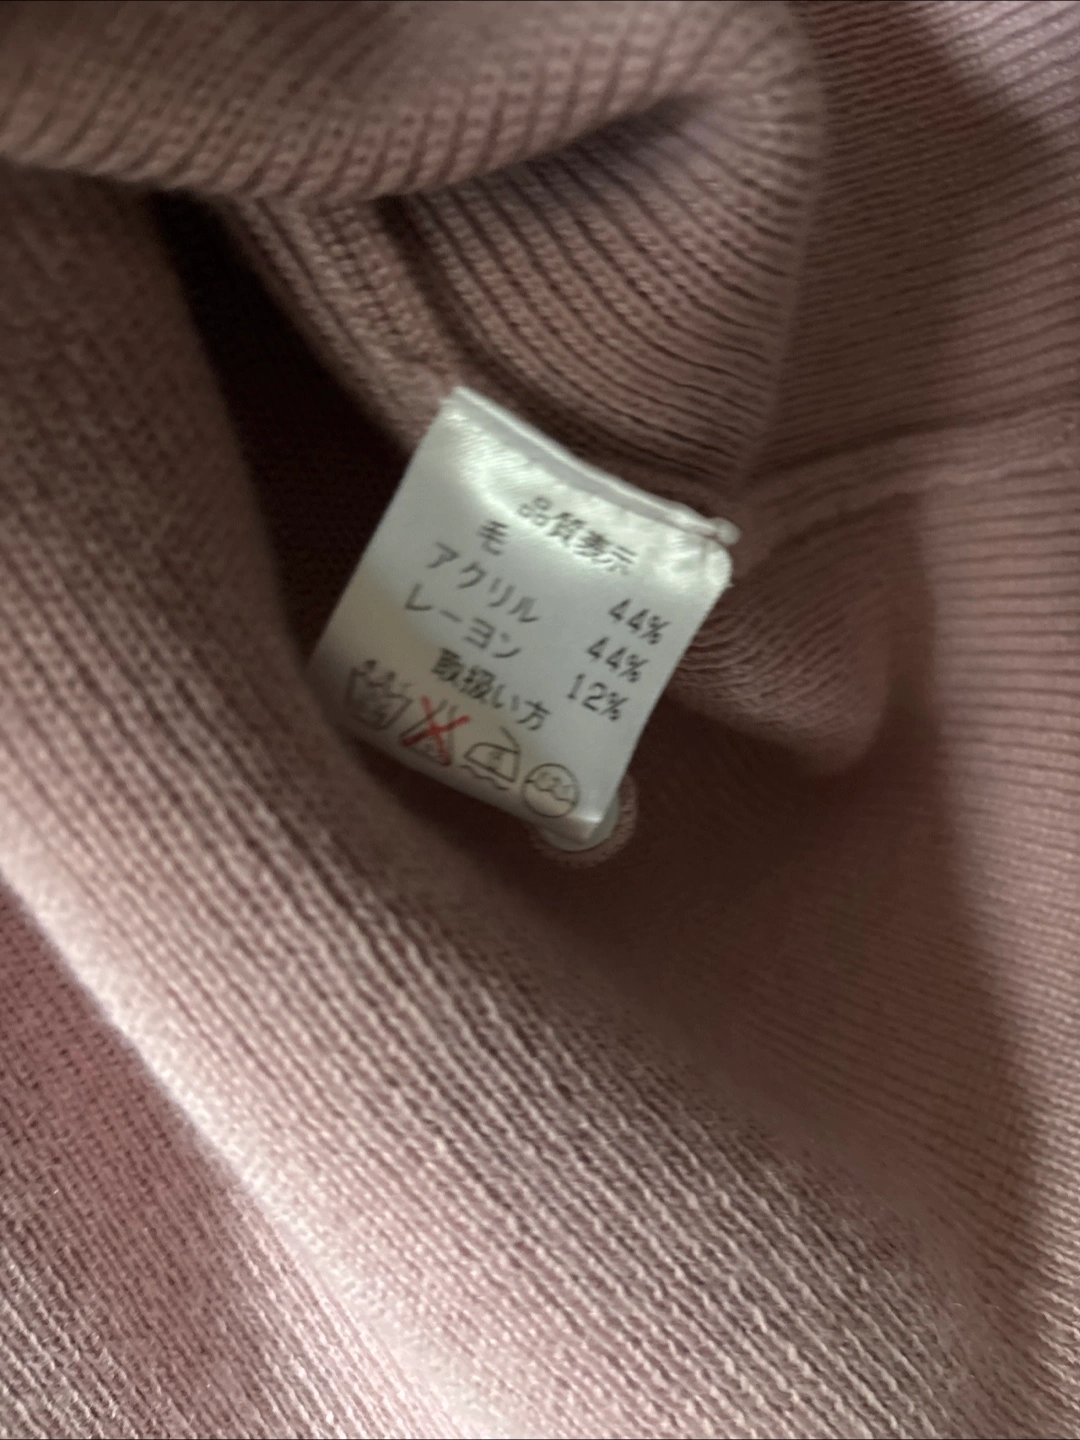 品質表示
毛 44%
アクリル 44%
レーヨン 12%
取扱い方